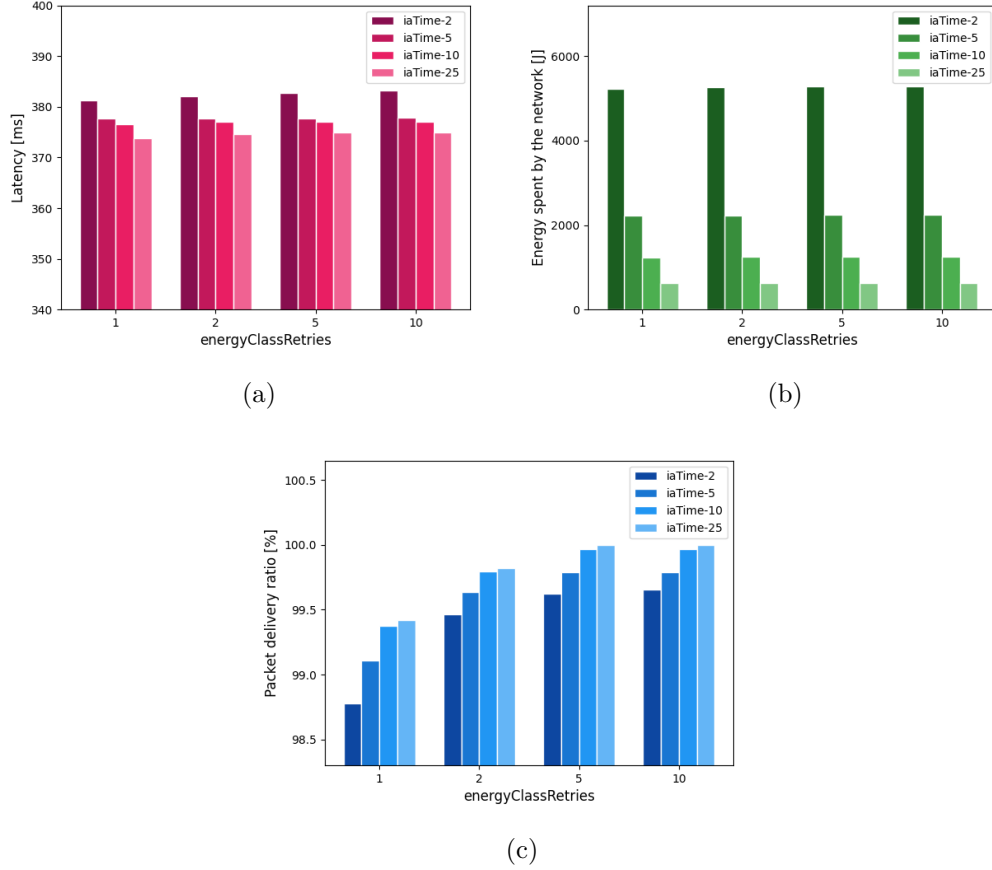 400
390
380
370
360
350
340
Latency [ms]
iaTime-2
iaTime-5
iaTime-10
iaTime-25
1 2 5 10
energyClassRetries
(a)
6000
4000
2000
0
Energy spent by the network [J]
iaTime-2
iaTime-5
iaTime-10
iaTime-25
1 2 5 10
energyClassRetries
(b)
100.5
100.0
99.5
99.0
98.5
Packet delivery ratio [%]
iaTime-2
iaTime-5
iaTime-10
iaTime-25
1 2 5 10
energyClassRetries
(c)